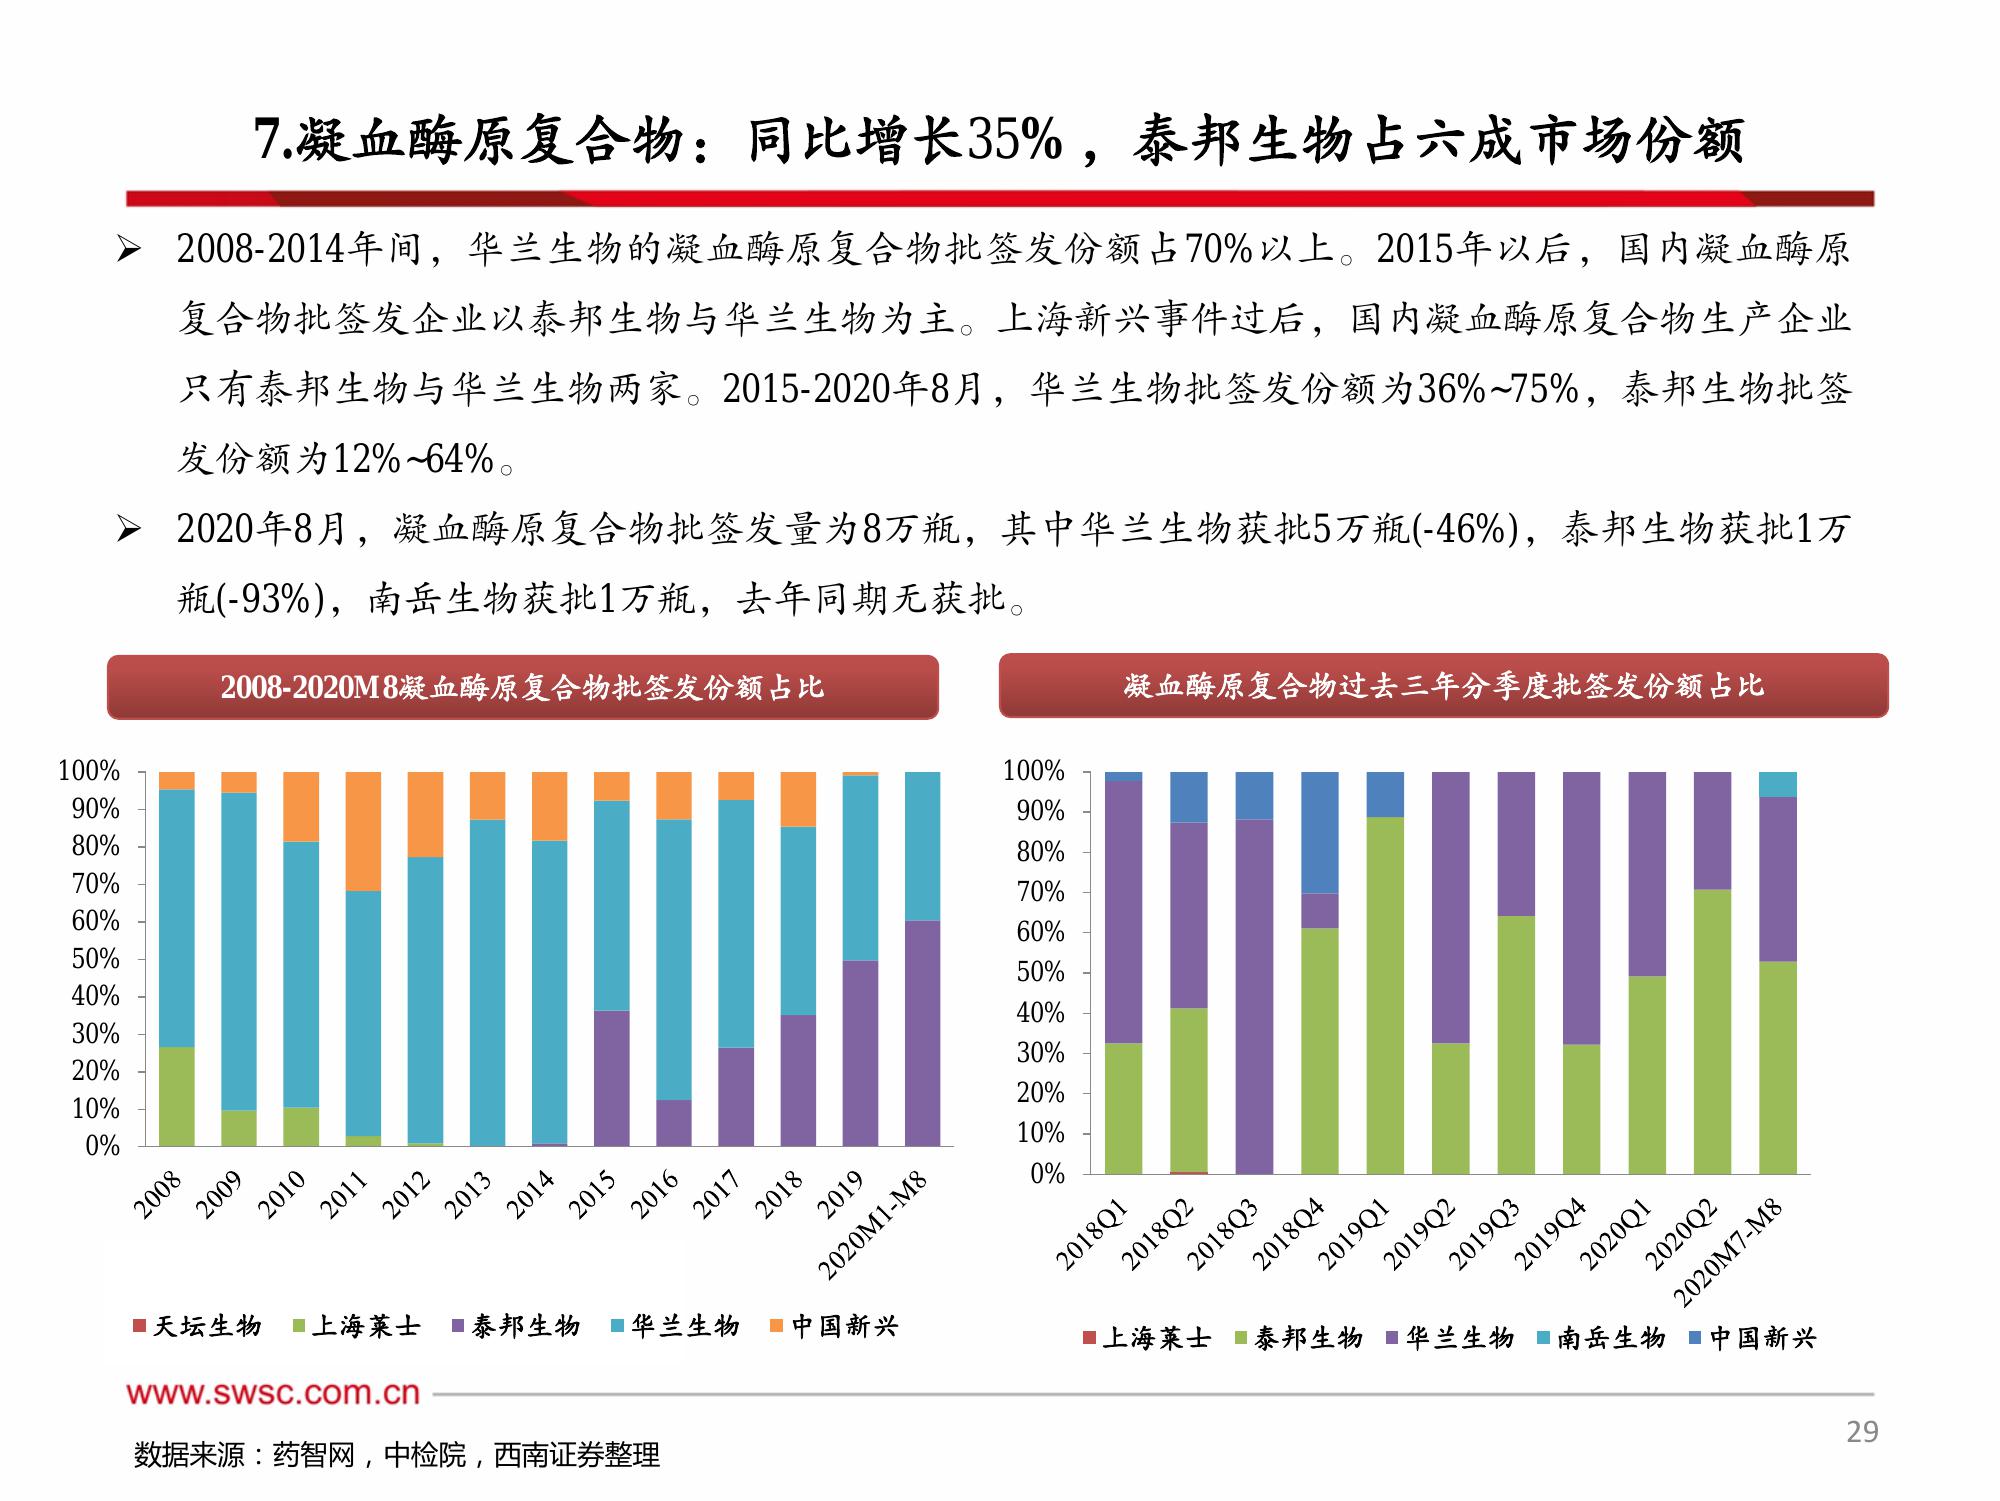 7.凝血酶原复合物：同比增长35%，泰邦生物占六成市场份额
➢ 2008-2014年间，华兰生物的凝血酶原复合物批签发份额占70%以上。2015年以后，国内凝血酶原
复合物批签发企业以泰邦生物与华兰生物为主。上海新兴事件过后，国内凝血酶原复合物生产企业
只有泰邦生物与华兰生物两家。2015-2020年8月，华兰生物批签发份额为36%~75%，泰邦生物批签
发份额为12%~64%。
➢ 2020年8月，凝血酶原复合物批签发量为8万瓶，其中华兰生物获批5万瓶(-46%)，泰邦生物获批1万
瓶(-93%)，南岳生物获批1万瓶，去年同期无获批。
2008-2020M8凝血酶原复合物批签发份额占比
100%
90%
80%
70%
60%
50%
40%
30%
20%
10%
0%
2008 2009 2010 2011 2012 2013 2014 2015 2016 2017 2018 2019 2020M1-M8
天坛生物 上海莱士 泰邦生物 华兰生物 中国新兴
凝血酶原复合物过去三年分季度批签发份额占比
100%
90%
80%
70%
60%
50%
40%
30%
20%
10%
0%
2018Q1 2018Q2 2018Q3 2018Q4 2019Q1 2019Q2 2019Q3 2019Q4 2020Q1 2020Q2 2020M7-M8
上海莱士 泰邦生物 华兰生物 南岳生物 中国新兴
www.swsc.com.cn
29
数据来源：药智网，中检院，西南证券整理